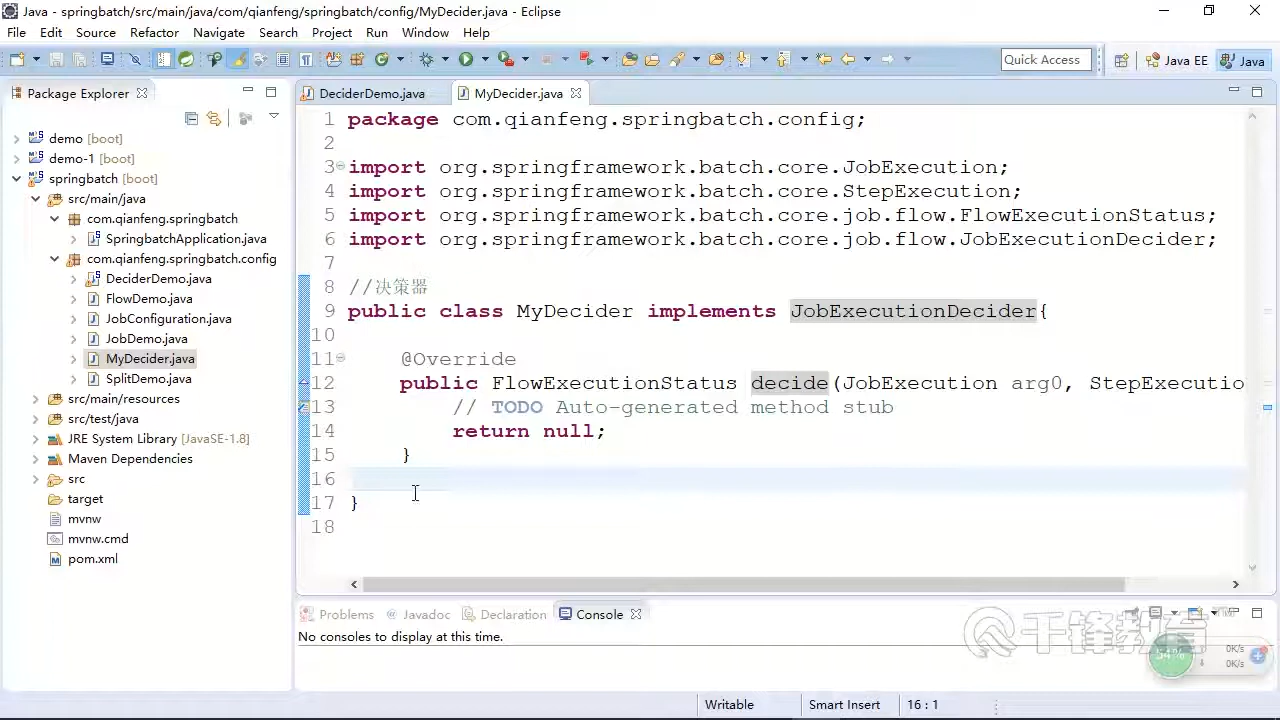 Java - springbatch/src/main/java/com/qianfeng/springbatch/config/MyDecider.java - Eclipse
File Edit Source Refactor Navigate Search Project Run Window Help
Quick Access
Java EE
Java
Package Explorer
DeciderDemo.java
MyDecider.java
demo [boot]
demo-1 [boot]
springbatch [boot]
src/main/java
com.qianfeng.springbatch
SpringbatchApplication.java
com.qianfeng.springbatch.config
DeciderDemo.java
FlowDemo.java
JobConfiguration.java
JobDemo.java
MyDecider.java
SplitDemo.java
src/main/resources
src/test/java
JRE System Library [JavaSE-1.8]
Maven Dependencies
src
target
mvnw
mvnw.cmd
pom.xml
1 package com.qianfeng.springbatch.config;
2
3 import org.springframework.batch.core.JobExecution;
4 import org.springframework.batch.core.StepExecution;
5 import org.springframework.batch.core.job.flow.FlowExecutionStatus;
6 import org.springframework.batch.core.job.flow.JobExecutionDecider;
7
8 //决策器
9 public class MyDecider implements JobExecutionDecider{
10
11 @Override
12 public FlowExecutionStatus decide(JobExecution arg0, StepExecutio
13 // TODO Auto-generated method stub
14 return null;
15 }
16
17 }
18
Problems @ Javadoc Declaration Console
No consoles to display at this time.
千锋教育
54%
0K/s
0K/s
Writable
Smart Insert
16 : 1